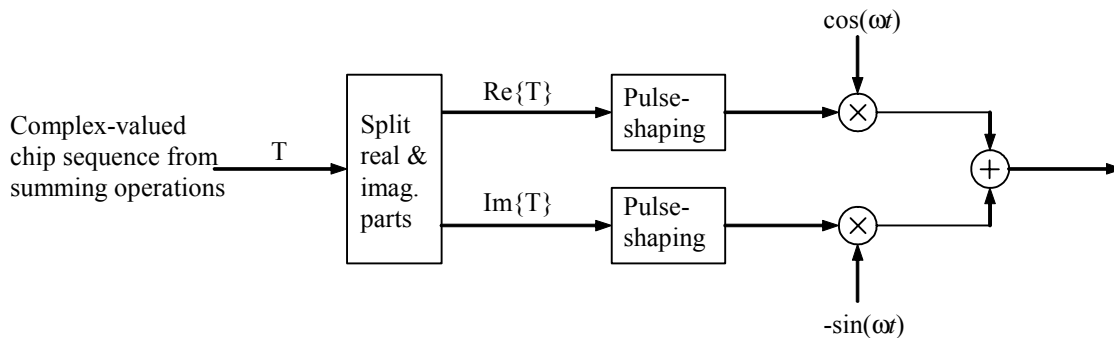 cos(ωt)
Complex-valued
chip sequence from
summing operations
T
Split
real &
imag.
parts
Re{T}
Im{T}
Pulse-
shaping
Pulse-
shaping
-sin(ωt)